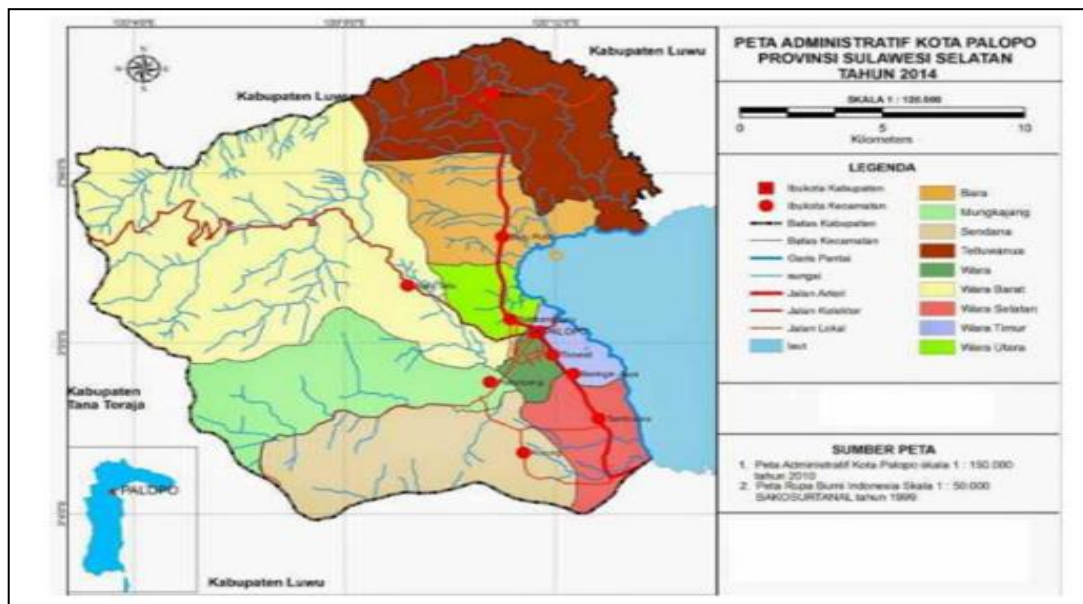 Kabupaten Luwu
Kabupaten Luwu
PALOPO
Kabupaten
Tana Toraja
PALOPO
Kabupaten Luwu
PETA ADMINISTRATIF KOTA PALOPO
PROVINSI SULAWESI SELATAN
TAHUN 2014
0 5 10
Kilometers
LEGENDA
Ibukota Kabupaten
Ibukota Kecamatan
Batas Kabupaten
Batas Kecamatan
Garis Pantai
sungai
Jalan Arteri
Jalan Kolektor
Jalan Lokal
laut
Bara
Mungkajang
Sendana
Telluwanua
Wara
Wara Barat
Wara Selatan
Wara Timur
Wara Utara
SUMBER PETA
1. Peta Administratif Kota Palopo skala 1 : 150.000
tahun 2010
2. Peta Rupa Bumi Indonesia Skala 1 : 50.000
BAKOSURTANAL tahun 1999